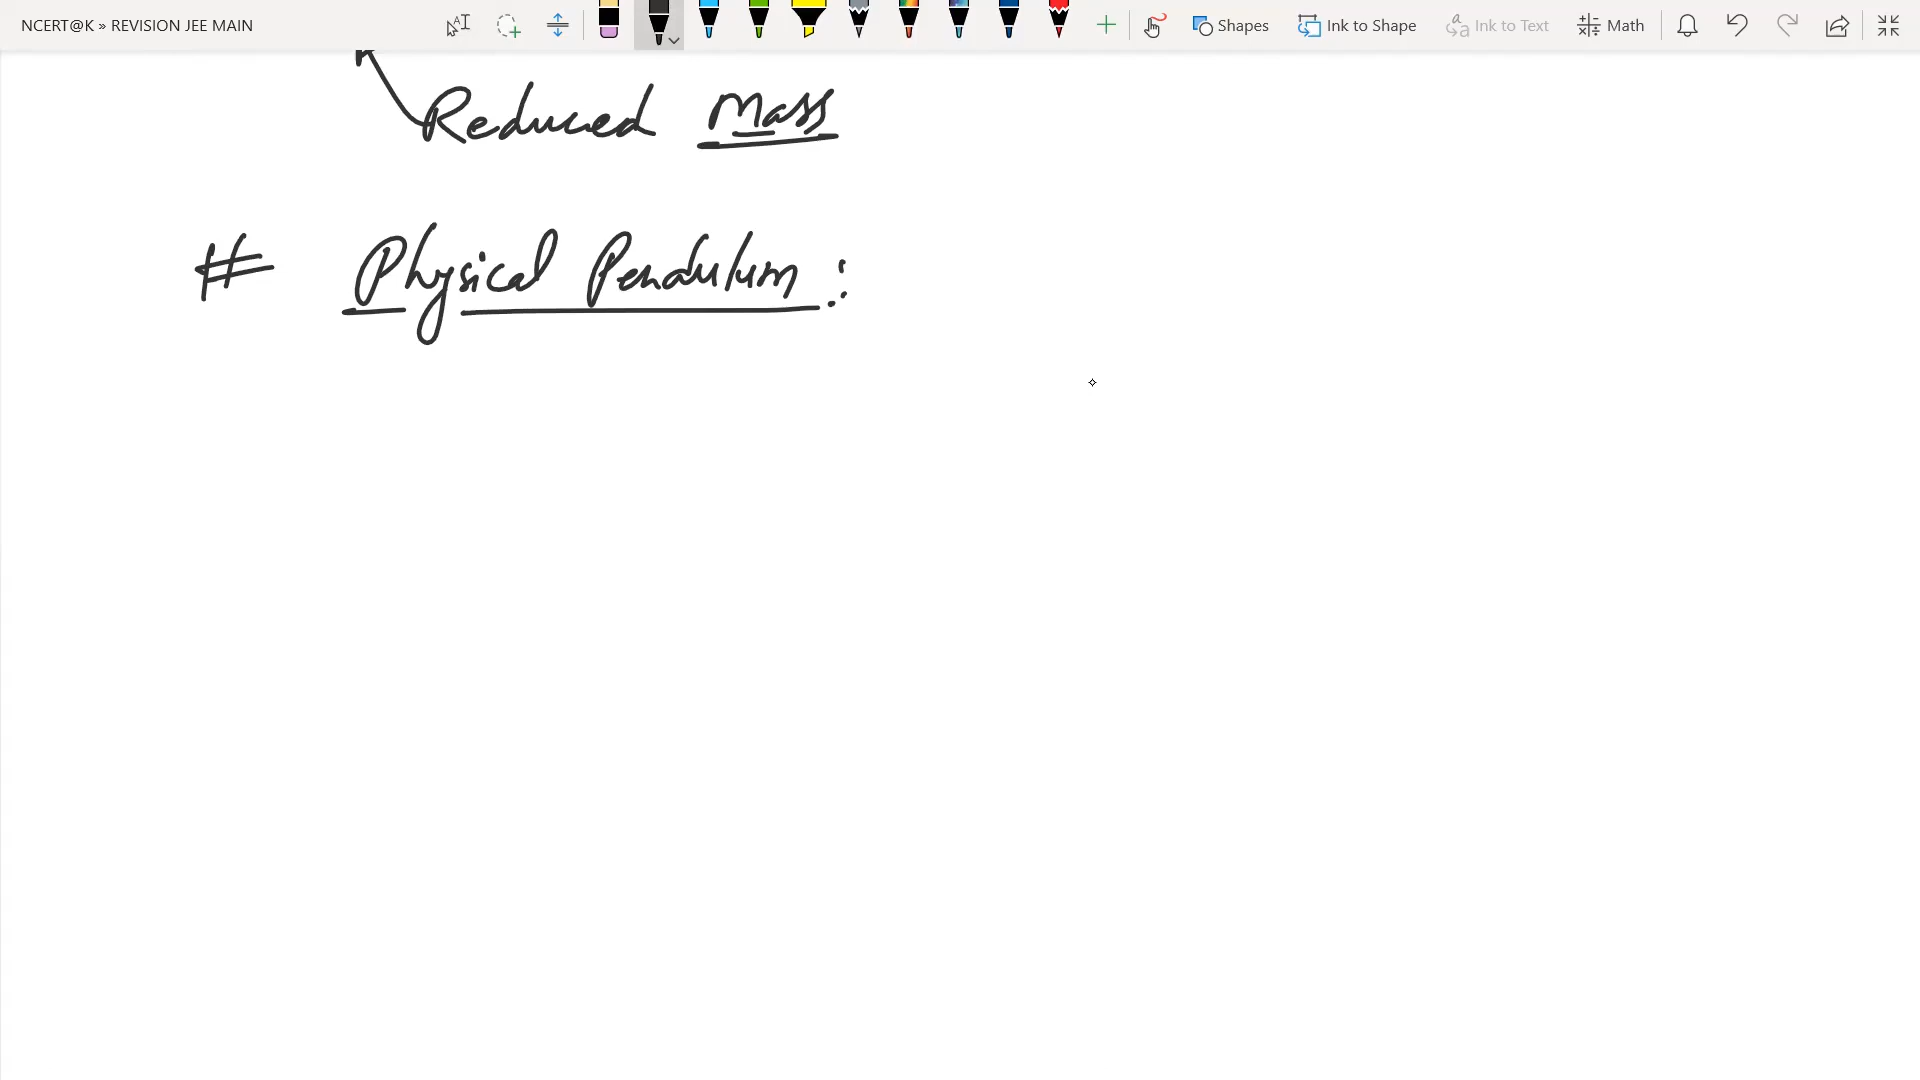 NCERT@K » REVISION JEE MAIN Shapes Ink to Shape Ink to Text Math
Reduced Mass
# Physical Pendulum :